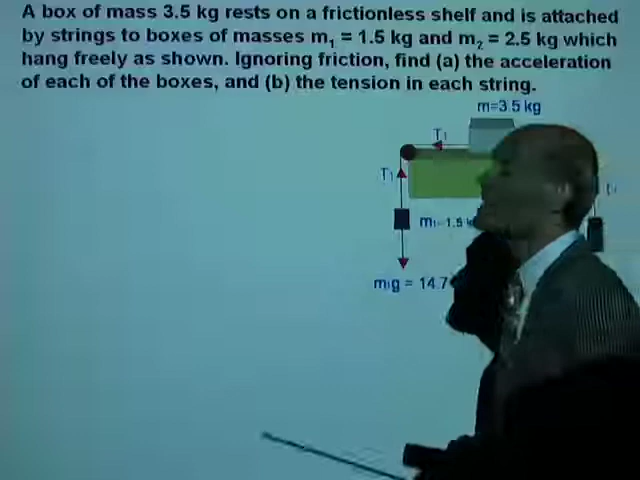 A box of mass 3.5 kg rests on a frictionless shelf and is attached
by strings to boxes of masses m₁ = 1.5 kg and m₂ = 2.5 kg which
hang freely as shown. Ignoring friction, find (a) the acceleration
of each of the boxes, and (b) the tension in each string.
m=3.5 kg
T₁
T₁
m₁=1.5
m₁g = 14.7